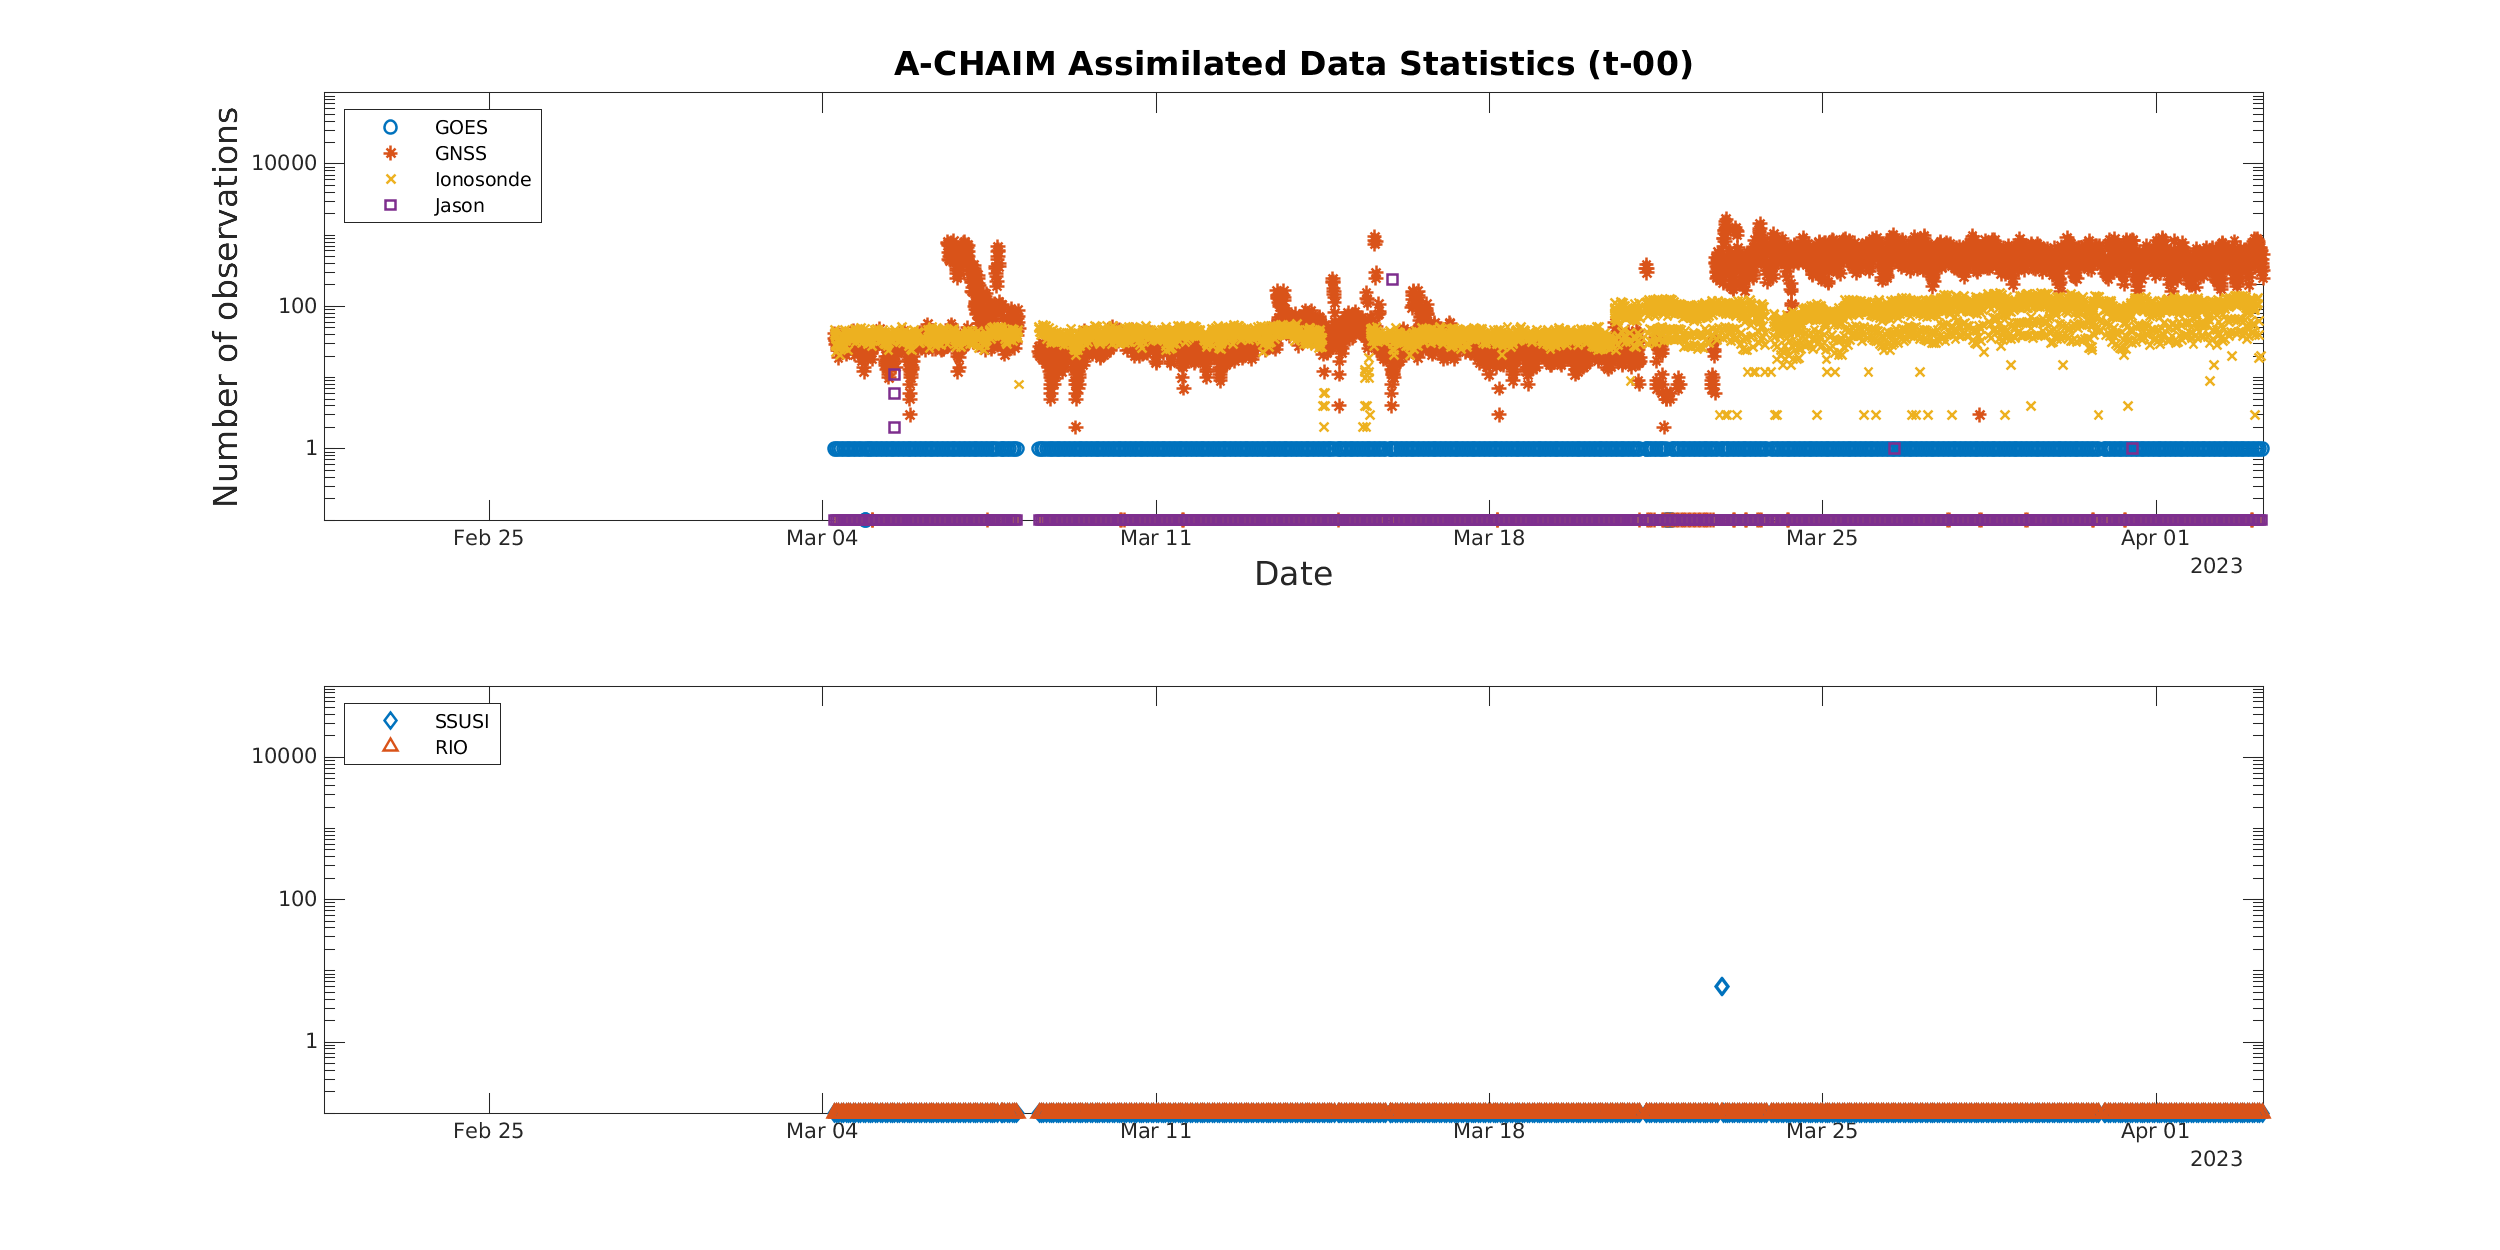 A-CHAIM Assimilated Data Statistics (t-00)
Number of observations
GOES
GNSS
Ionosonde
Jason
10000
100
1
Feb 25 Mar 04 Mar 11 Mar 18 Mar 25 Apr 01
2023
Date
SSUSI
RIO
10000
100
1
Feb 25 Mar 04 Mar 11 Mar 18 Mar 25 Apr 01
2023